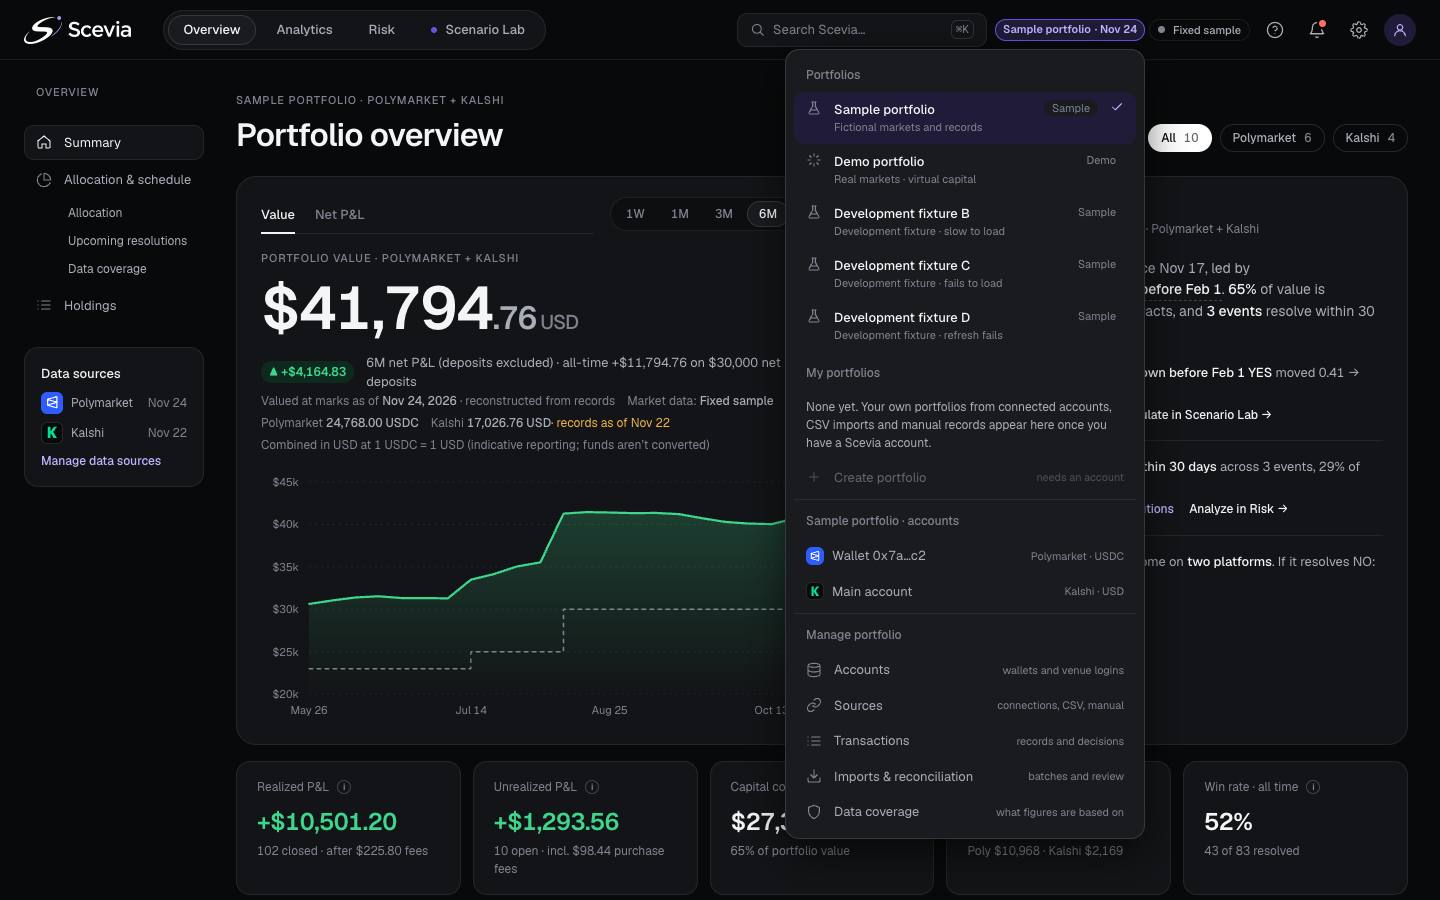 Scevia
Overview
Analytics
Risk
Scenario Lab
Search Scevia…
⌘K
Sample portfolio · Nov 24
Fixed sample
OVERVIEW
Summary
Allocation & schedule
Allocation
Upcoming resolutions
Data coverage
Holdings
Data sources
Polymarket Nov 24
Kalshi Nov 22
Manage data sources
SAMPLE PORTFOLIO · POLYMARKET + KALSHI
Portfolio overview
All 10
Polymarket 6
Kalshi 4
Value
Net P&L
1W
1M
3M
6M
PORTFOLIO VALUE · POLYMARKET + KALSHI
$41,794.76 USD
▲ +$4,164.83
6M net P&L (deposits excluded) · all-time +$11,794.76 on $30,000 net
deposits
Valued at marks as of Nov 24, 2026 · reconstructed from records Market data: Fixed sample
Polymarket 24,768.00 USDC Kalshi 17,026.76 USD · records as of Nov 22
Combined in USD at 1 USDC = 1 USD (indicative reporting; funds aren't converted)
$45k
$40k
$35k
$30k
$25k
$20k
May 26
Jul 14
Aug 25
Oct 13
Portfolios
Sample portfolio Sample
Fictional markets and records
Demo portfolio Demo
Real markets · virtual capital
Development fixture B Sample
Development fixture · slow to load
Development fixture C Sample
Development fixture · fails to load
Development fixture D Sample
Development fixture · refresh fails
My portfolios
None yet. Your own portfolios from connected accounts,
CSV imports and manual records appear here once you
have a Scevia account.
Create portfolio needs an account
Sample portfolio · accounts
Wallet 0x7a…c2 Polymarket · USDC
Main account Kalshi · USD
Manage portfolio
Accounts wallets and venue logins
Sources connections, CSV, manual
Transactions records and decisions
Imports & reconciliation batches and review
Data coverage what figures are based on
· Polymarket + Kalshi
Nov 17, led by
before Feb 1. 65% of value is
and 3 events resolve within 30
before Feb 1 YES moved 0.41 →
in Scenario Lab →
30 days across 3 events, 29% of
Analyze in Risk →
on two platforms. If it resolves NO:
Realized P&L
+$10,501.20
102 closed · after $225.80 fees
Unrealized P&L
+$1,293.56
10 open · incl. $98.44 purchase
fees
Capital
$27,3
65% of portfolio value
Poly $10,968 · Kalshi $2,169
Win rate · all time
52%
43 of 83 resolved